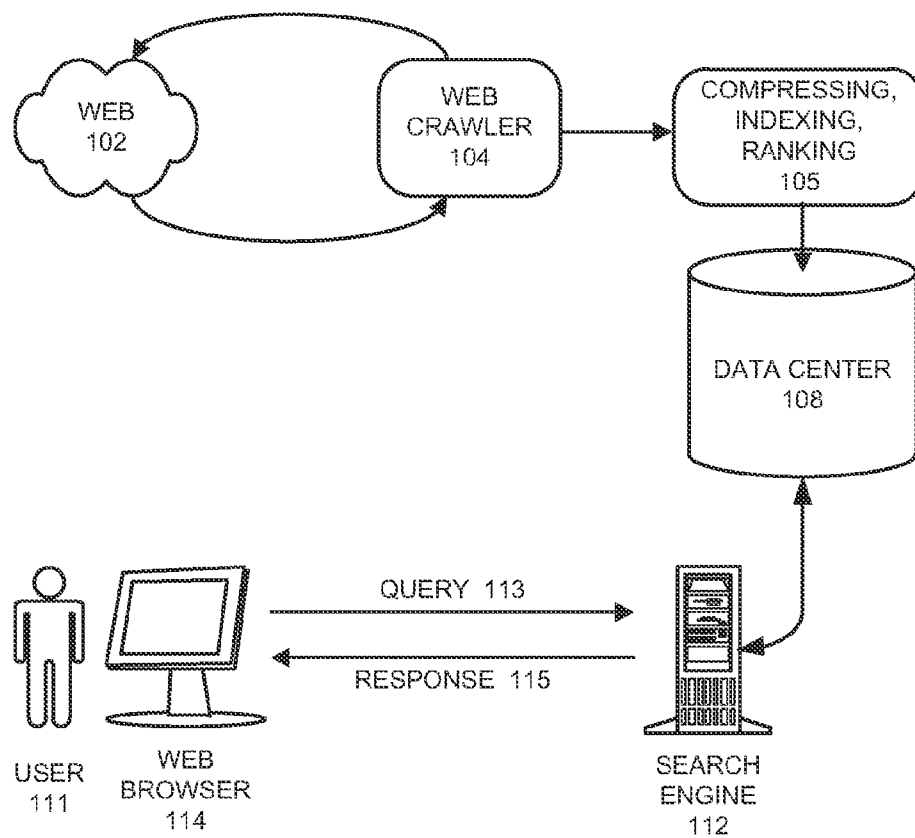 WEB
102
WEB
CRAWLER
104
COMPRESSING,
INDEXING,
RANKING
105
DATA CENTER
108
QUERY 113
RESPONSE 115
USER
111
WEB
BROWSER
114
SEARCH
ENGINE
112